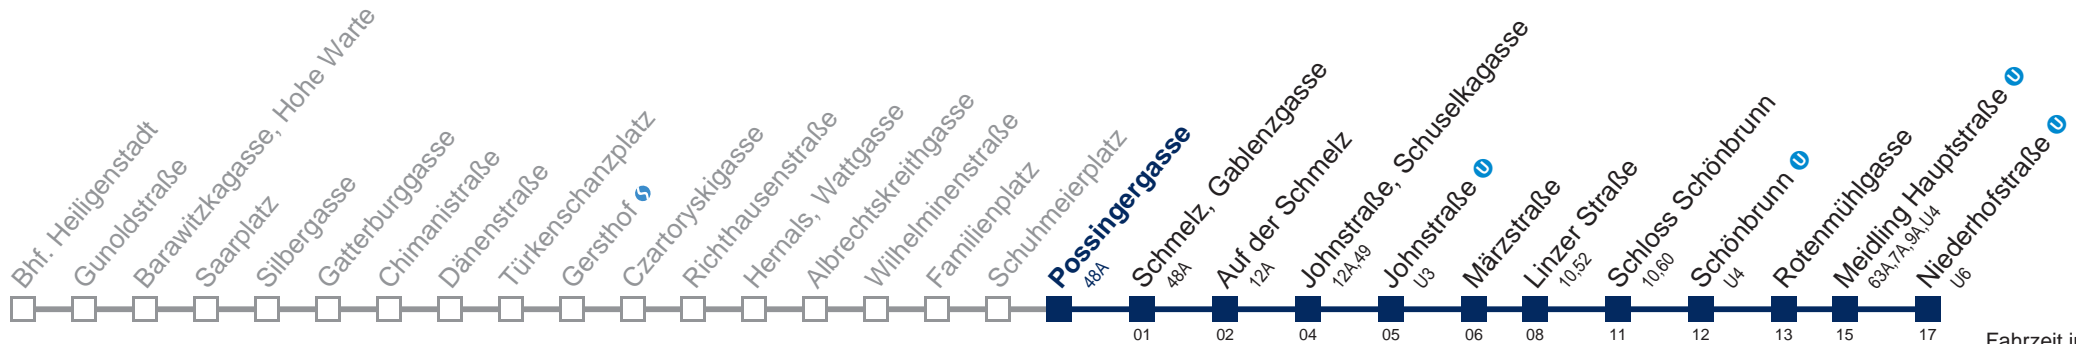 Bhf. Heiligenstadt
Gunoldstraße
Barawitzkagasse, Hohe Warte
Saarplatz
Silbergasse
Gatterburggasse
Chimanistraße
Dänenstraße
Türkenschanzplatz
Gersthof S
Czartoryskigasse
Richthausenstraße
Hernals, Wattgasse
Albrechtskreithgasse
Wilhelminenstraße
Familienplatz
Schuhmeierplatz
Possingergasse
48A
Schmelz, Gablenzgasse
48A
01
Auf der Schmelz
12A
02
Johnstraße, Schuselkagasse
12A,49
04
Johnstraße U
U3
05
Märzstraße
06
Linzer Straße
10,52
08
Schloss Schönbrunn
10,60
11
Schönbrunn U
U4
12
Rotenmühlgasse
13
Meidling Hauptstraße U
63A,7A,9A,U4
15
Niederhofstraße U
U6
17
Fahrzeit